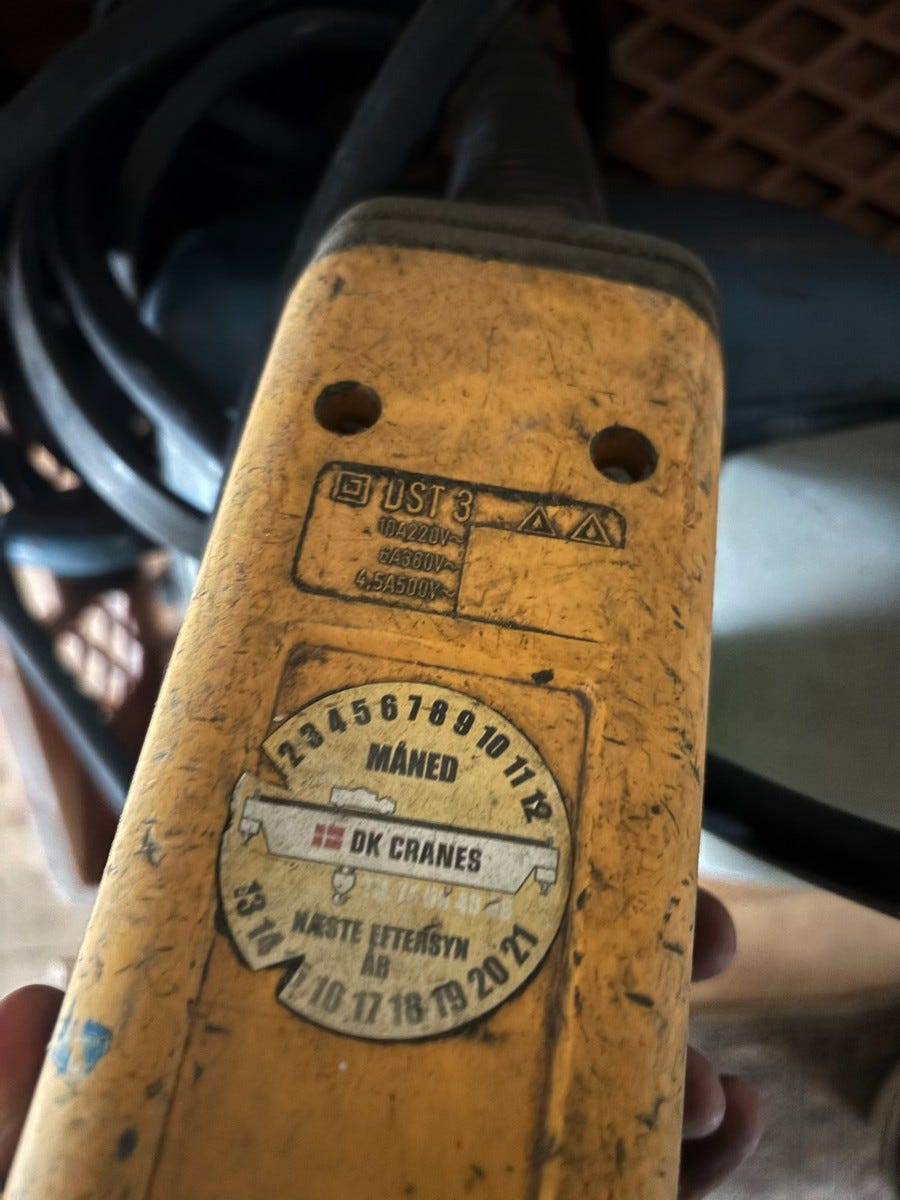 DST 3
10A220V~
6A380V~
4,5A500V~
2 3 4 5 6 7 8 9 10 11 12
MÅNED
DK CRANES
NÆSTE EFTERSYN
ÅR
13 14 16 17 18 19 20 21